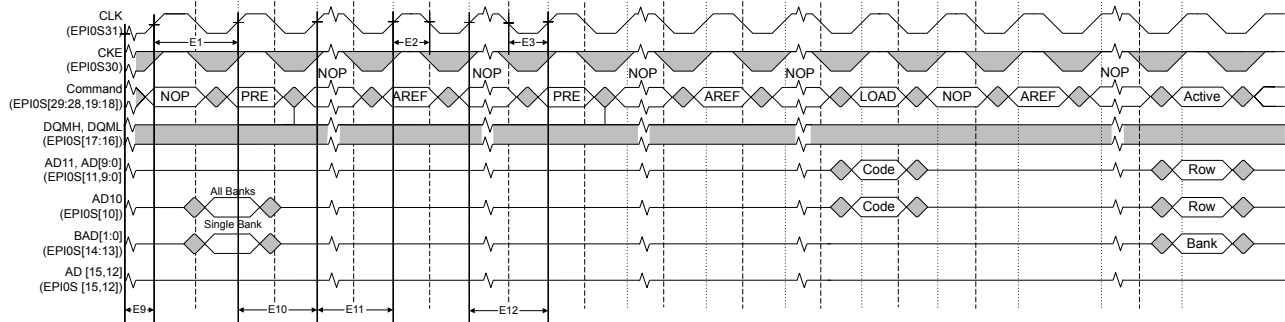 CLK
(EPI0S31)
E1
E2
E3
CKE
(EPI0S30)
NOP
NOP
NOP
NOP
NOP
Command
(EPI0S[29:28,19:18])
NOP
PRE
AREF
PRE
AREF
LOAD
NOP
AREF
Active
DQMH, DQML
(EPI0S[17:16])
AD11, AD[9:0]
(EPI0S[11,9:0]
Code
Row
All Banks
AD10
(EPI0S[10])
Code
Row
Single Bank
BAD[1:0]
(EPI0S[14:13])
Bank
AD [15,12]
(EPI0S [15,12])
E9
E10
E11
E12